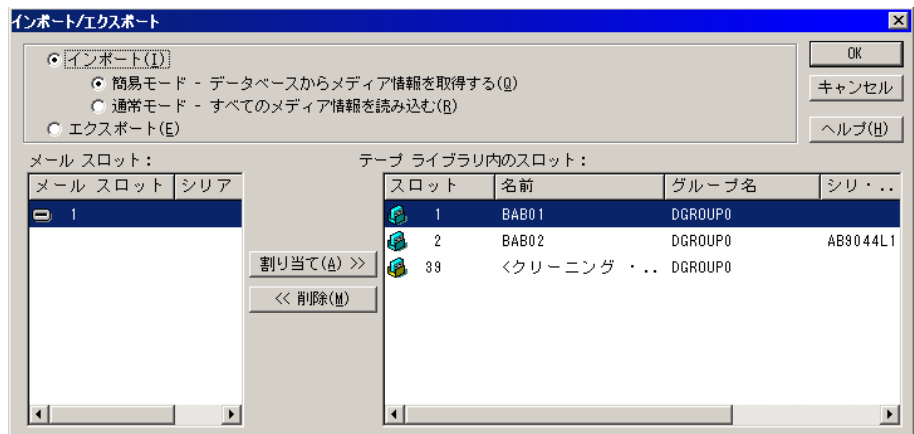 インポート/エクスポート
インポート(I)
簡易モード - データベースからメディア情報を取得する(Q)
通常モード - すべてのメディア情報を読み込む(R)
エクスポート(E)
OK
キャンセル
ヘルプ(H)
メール スロット：
テープ ライブラリ内のスロット：
メール スロット シリア
スロット 名前 グループ名 シリ・..
1
1 BAB01 DGROUP0
2 BAB02 DGROUP0 AB9044L1
39 <クリーニング ・.. DGROUP0
割り当て(A) >>
<< 削除(M)